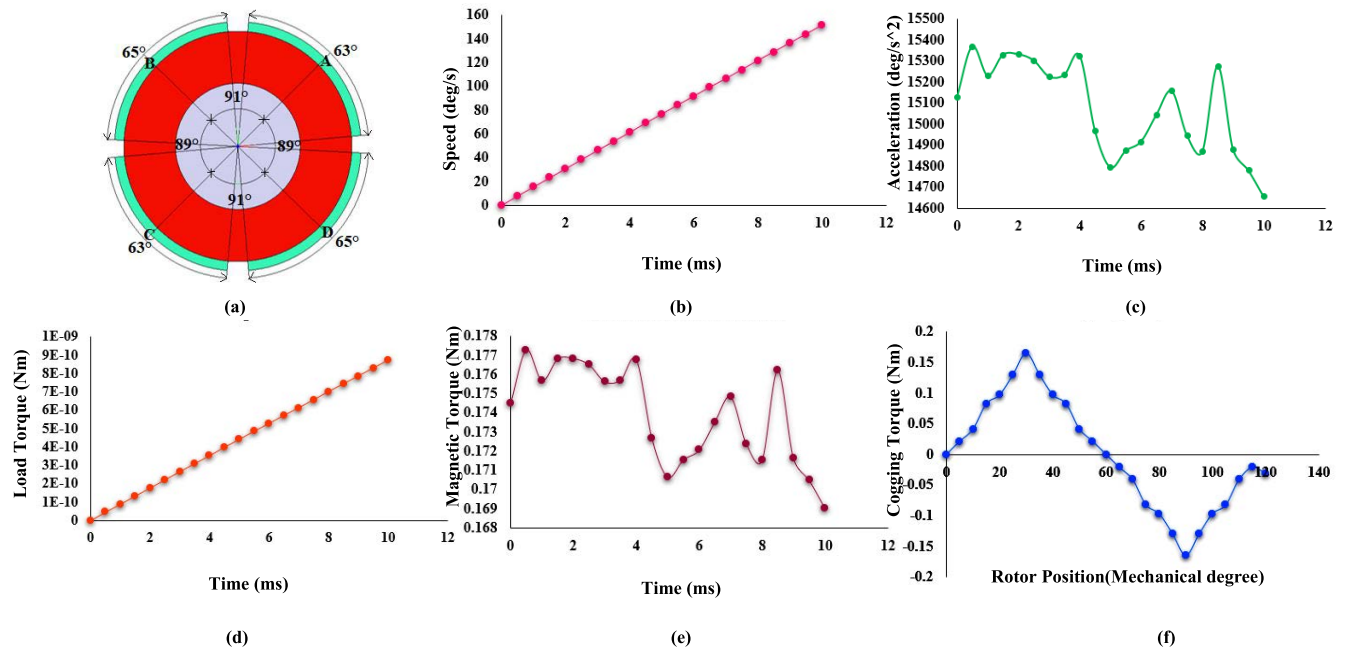 65°
63°
B
A
91°
89°
89°
91°
C
D
63°
65°
(a)
160
140
120
100
80
60
40
20
0
0 2 4 6 8 10 12
Speed (deg/s)
Time (ms)
(b)
15500
15400
15300
15200
15100
15000
14900
14800
14700
14600
0 2 4 6 8 10 12
Acceleration (deg/s^2)
Time (ms)
(c)
1E-09
9E-10
8E-10
7E-10
6E-10
5E-10
4E-10
3E-10
2E-10
1E-10
0
0 2 4 6 8 10 12
Load Torque (Nm)
Time (ms)
(d)
0.178
0.177
0.176
0.175
0.174
0.173
0.172
0.171
0.17
0.169
0.168
0 2 4 6 8 10 12
Magnetic Torque (Nm)
Time (ms)
(e)
0.2
0.15
0.1
0.05
0
-0.05
-0.1
-0.15
-0.2
0 20 40 60 80 100 120 140
Cogging Torque (Nm)
Rotor Position(Mechanical degree)
(f)